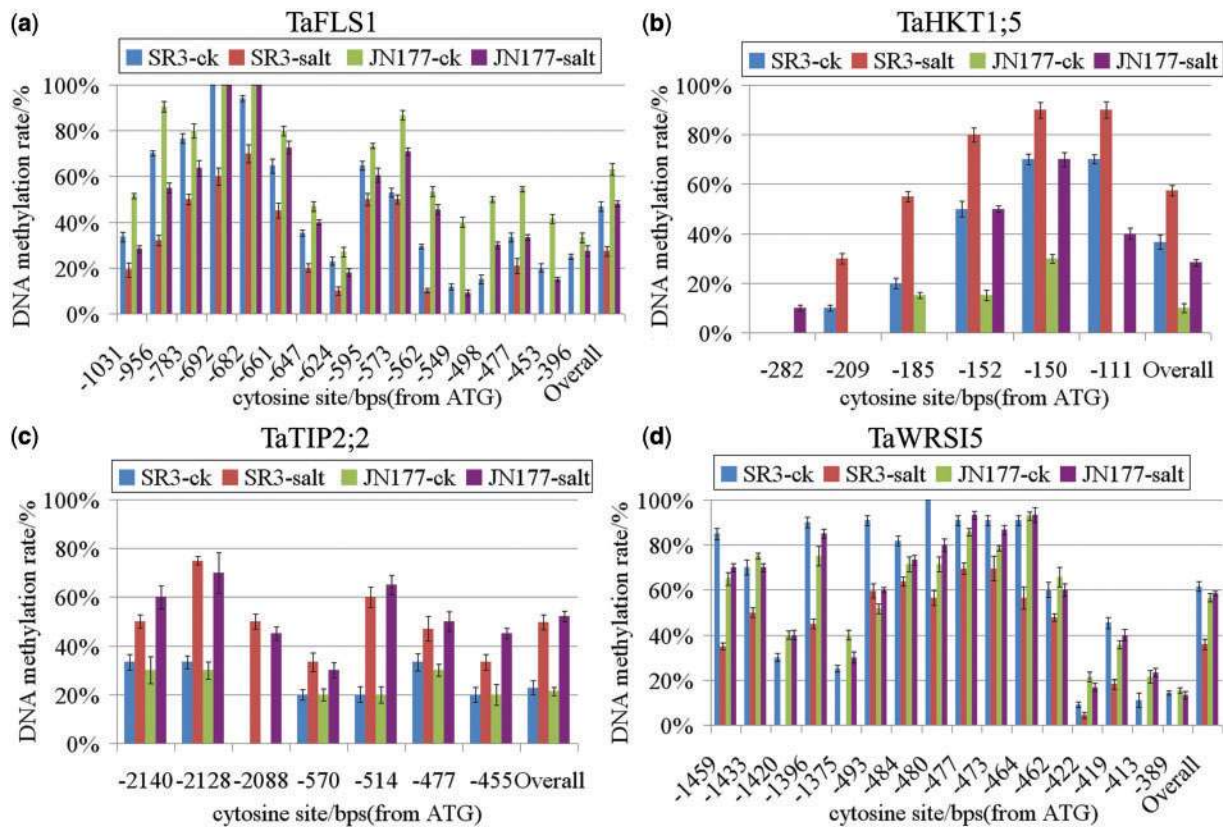 (a) TaFLS1
SR3-ck SR3-salt JN177-ck JN177-salt
DNA methylation rate/%
100%
80%
60%
40%
20%
0%
-1031 -956 -783 -692 -682 -661 -647 -624 -595 -573 -562 -549 -498 -477 -453 -396 Overall
cytosine site/bps(from ATG)
(b) TaHKT1;5
SR3-ck SR3-salt JN177-ck JN177-salt
DNA methylation rate/%
100%
80%
60%
40%
20%
0%
-282 -209 -185 -152 -150 -111 Overall
cytosine site/bps(from ATG)
(c) TaTIP2;2
SR3-ck SR3-salt JN177-ck JN177-salt
DNA methylation rate/%
100%
80%
60%
40%
20%
0%
-2140 -2128 -2088 -570 -514 -477 -455 Overall
cytosine site/bps(from ATG)
(d) TaWRSI5
SR3-ck SR3-salt JN177-ck JN177-salt
DNA methylation rate/%
100%
80%
60%
40%
20%
0%
-1459 -1433 -1420 -1396 -1375 -493 -484 -480 -477 -473 -464 -462 -422 -419 -413 -389 Overall
cytosine site/bps(from ATG)